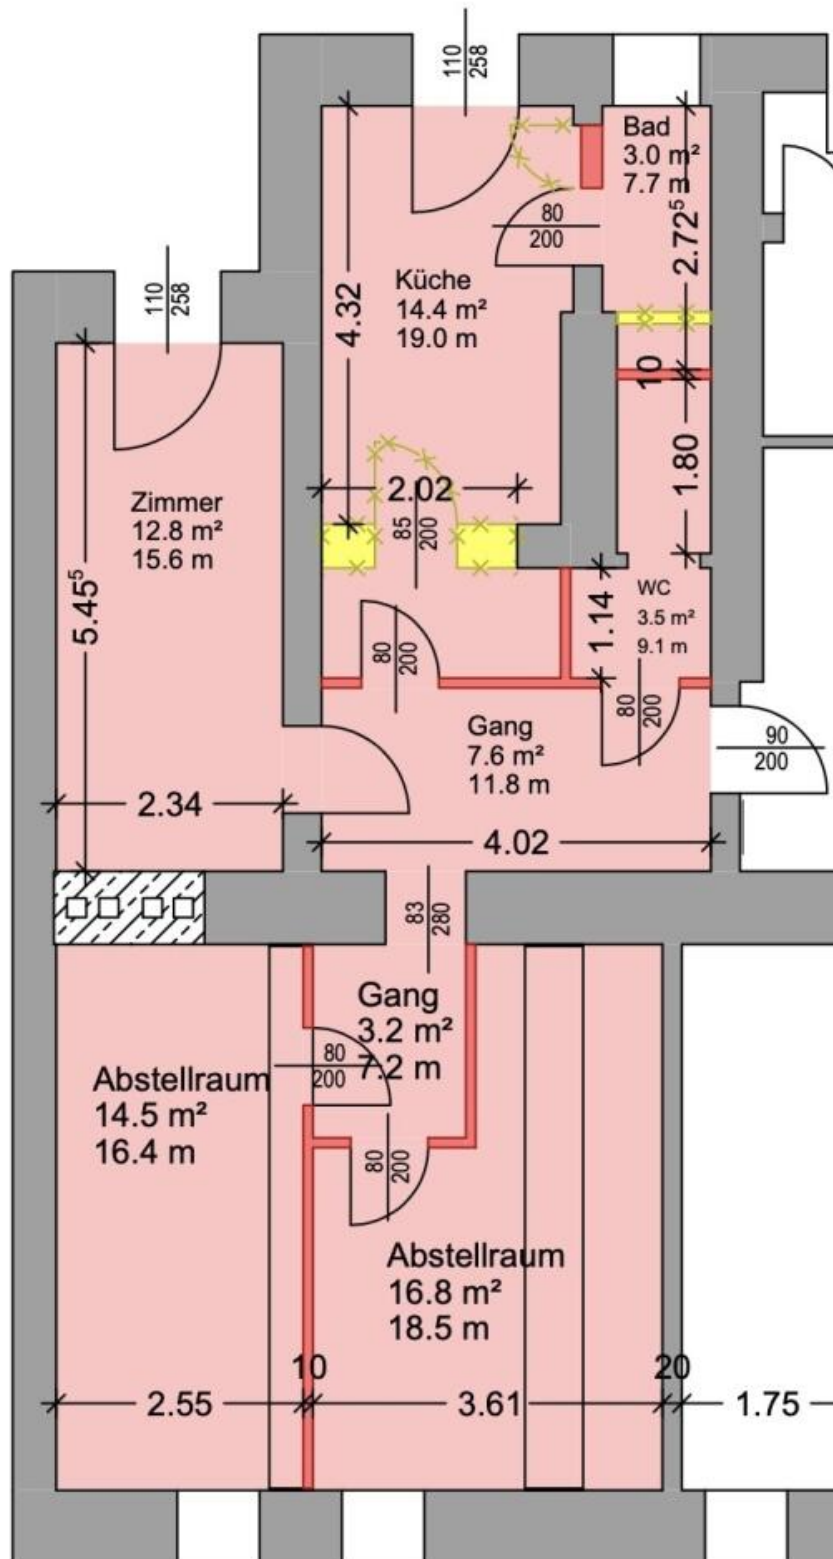 110
258
Bad
3.0 m²
7.7 m
80
200
2.72⁵
110
258
Küche
14.4 m²
19.0 m
4.32
10
1.80
2.02
85
200
Zimmer
12.8 m²
15.6 m
5.45⁵
1.14
WC
3.5 m²
9.1 m
80
200
80
200
Gang
7.6 m²
11.8 m
90
200
2.34
4.02
83
280
Gang
3.2 m²
7.2 m
80
200
Abstellraum
14.5 m²
16.4 m
80
200
Abstellraum
16.8 m²
18.5 m
10
20
2.55
3.61
1.75